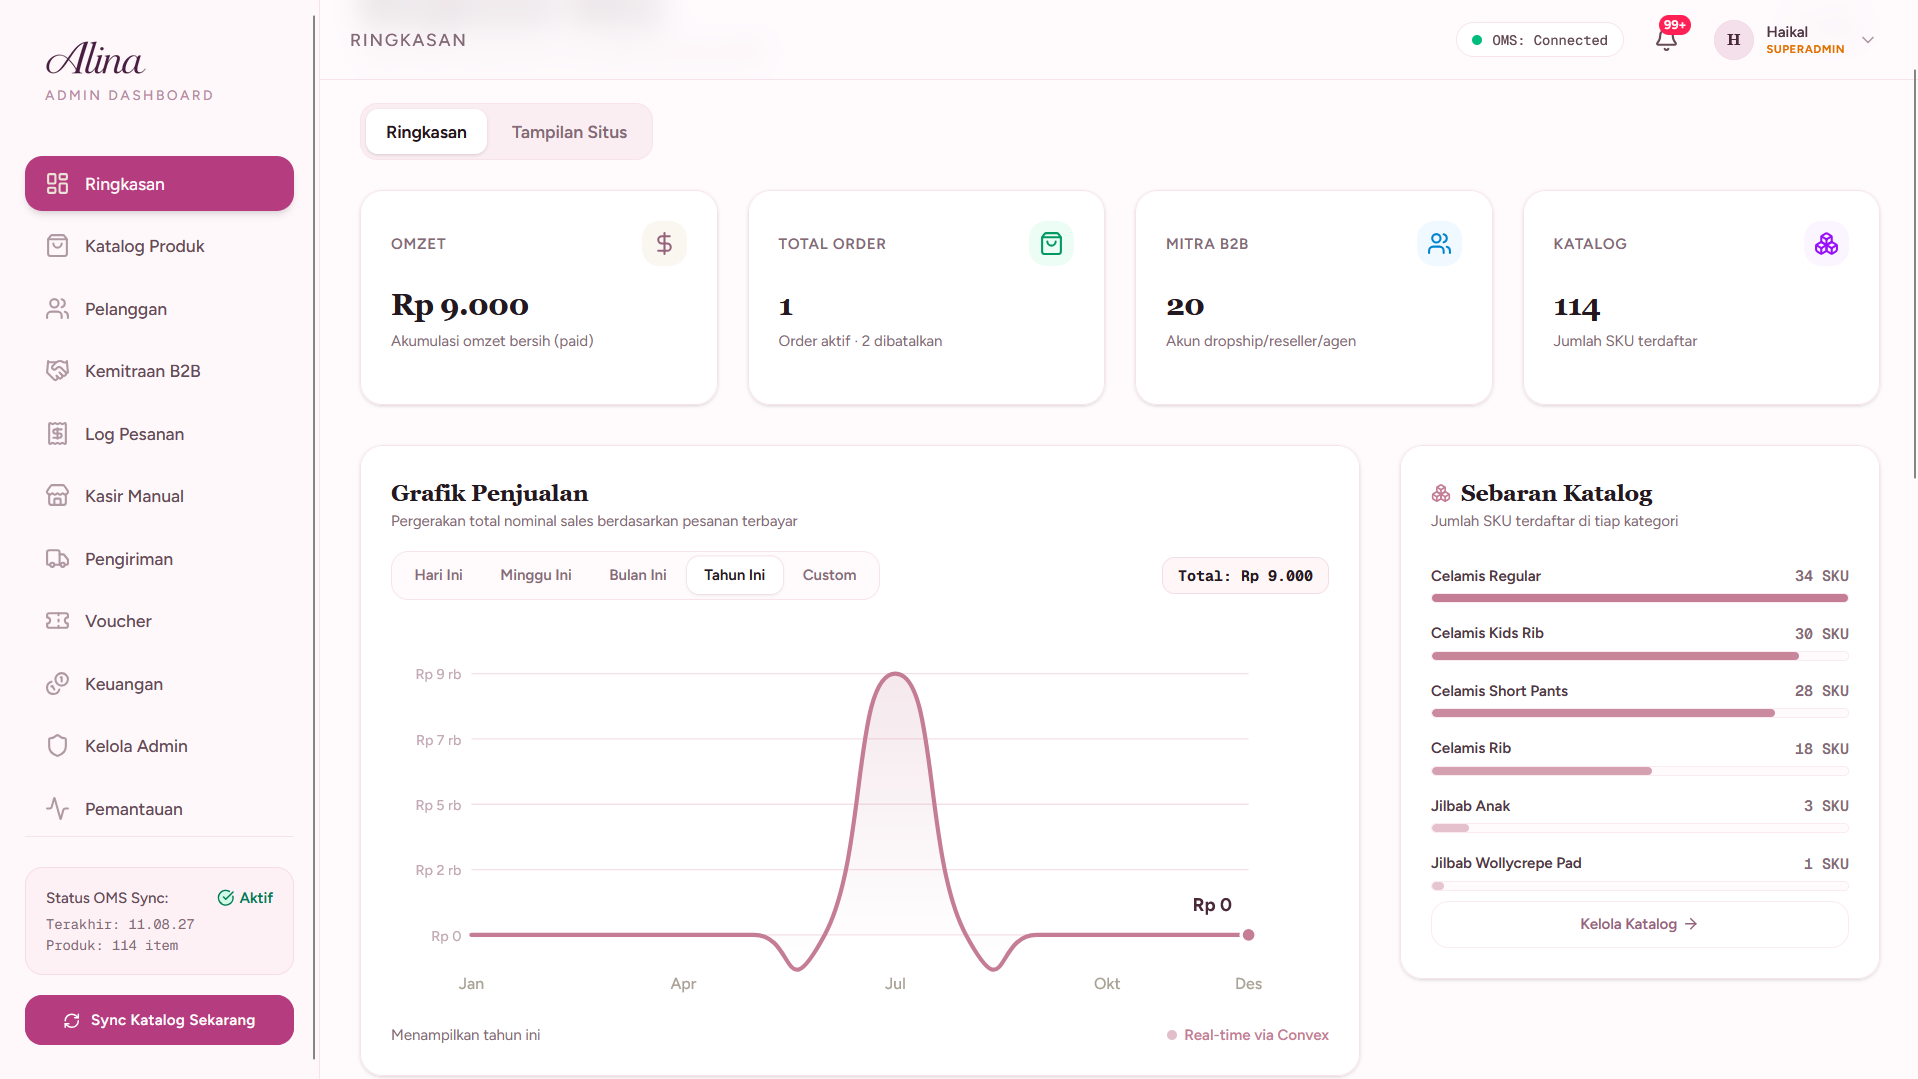 Alina
ADMIN DASHBOARD
Ringkasan
Katalog Produk
Pelanggan
Kemitraan B2B
Log Pesanan
Kasir Manual
Pengiriman
Voucher
Keuangan
Kelola Admin
Pemantauan
Status OMS Sync: Aktif
Terakhir: 11.08.27
Produk: 114 item
Sync Katalog Sekarang
RINGKASAN
OMS: Connected
99+
H
Haikal
SUPERADMIN
Ringkasan
Tampilan Situs
OMZET
Rp 9.000
Akumulasi omzet bersih (paid)
TOTAL ORDER
1
Order aktif · 2 dibatalkan
MITRA B2B
20
Akun dropship/reseller/agen
KATALOG
114
Jumlah SKU terdaftar
Grafik Penjualan
Pergerakan total nominal sales berdasarkan pesanan terbayar
Hari Ini
Minggu Ini
Bulan Ini
Tahun Ini
Custom
Total: Rp 9.000
Rp 9 rb
Rp 7 rb
Rp 5 rb
Rp 2 rb
Rp 0
Rp 0
Jan
Apr
Jul
Okt
Des
Menampilkan tahun ini
Real-time via Convex
Sebaran Katalog
Jumlah SKU terdaftar di tiap kategori
Celamis Regular 34 SKU
Celamis Kids Rib 30 SKU
Celamis Short Pants 28 SKU
Celamis Rib 18 SKU
Jilbab Anak 3 SKU
Jilbab Wollycrepe Pad 1 SKU
Kelola Katalog →